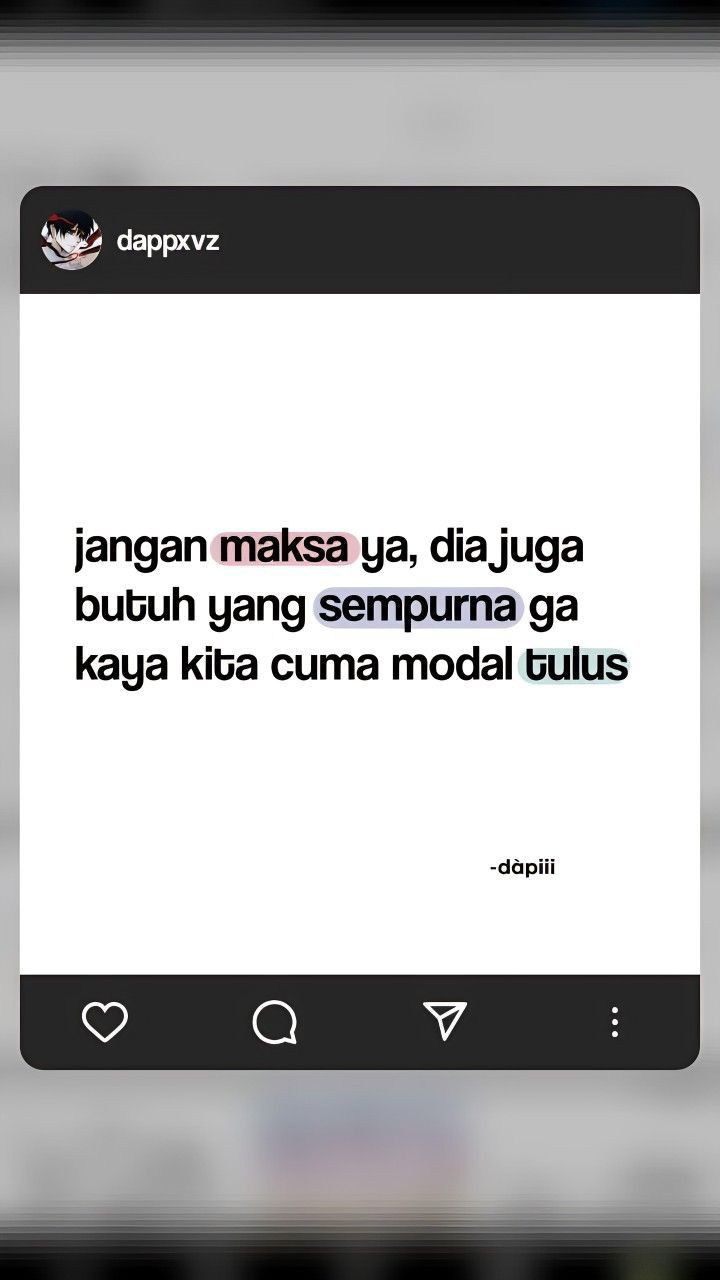 dappxvz
jangan maksa ya, dia juga
butuh yang sempurna ga
kaya kita cuma modal tulus
-dàpiii